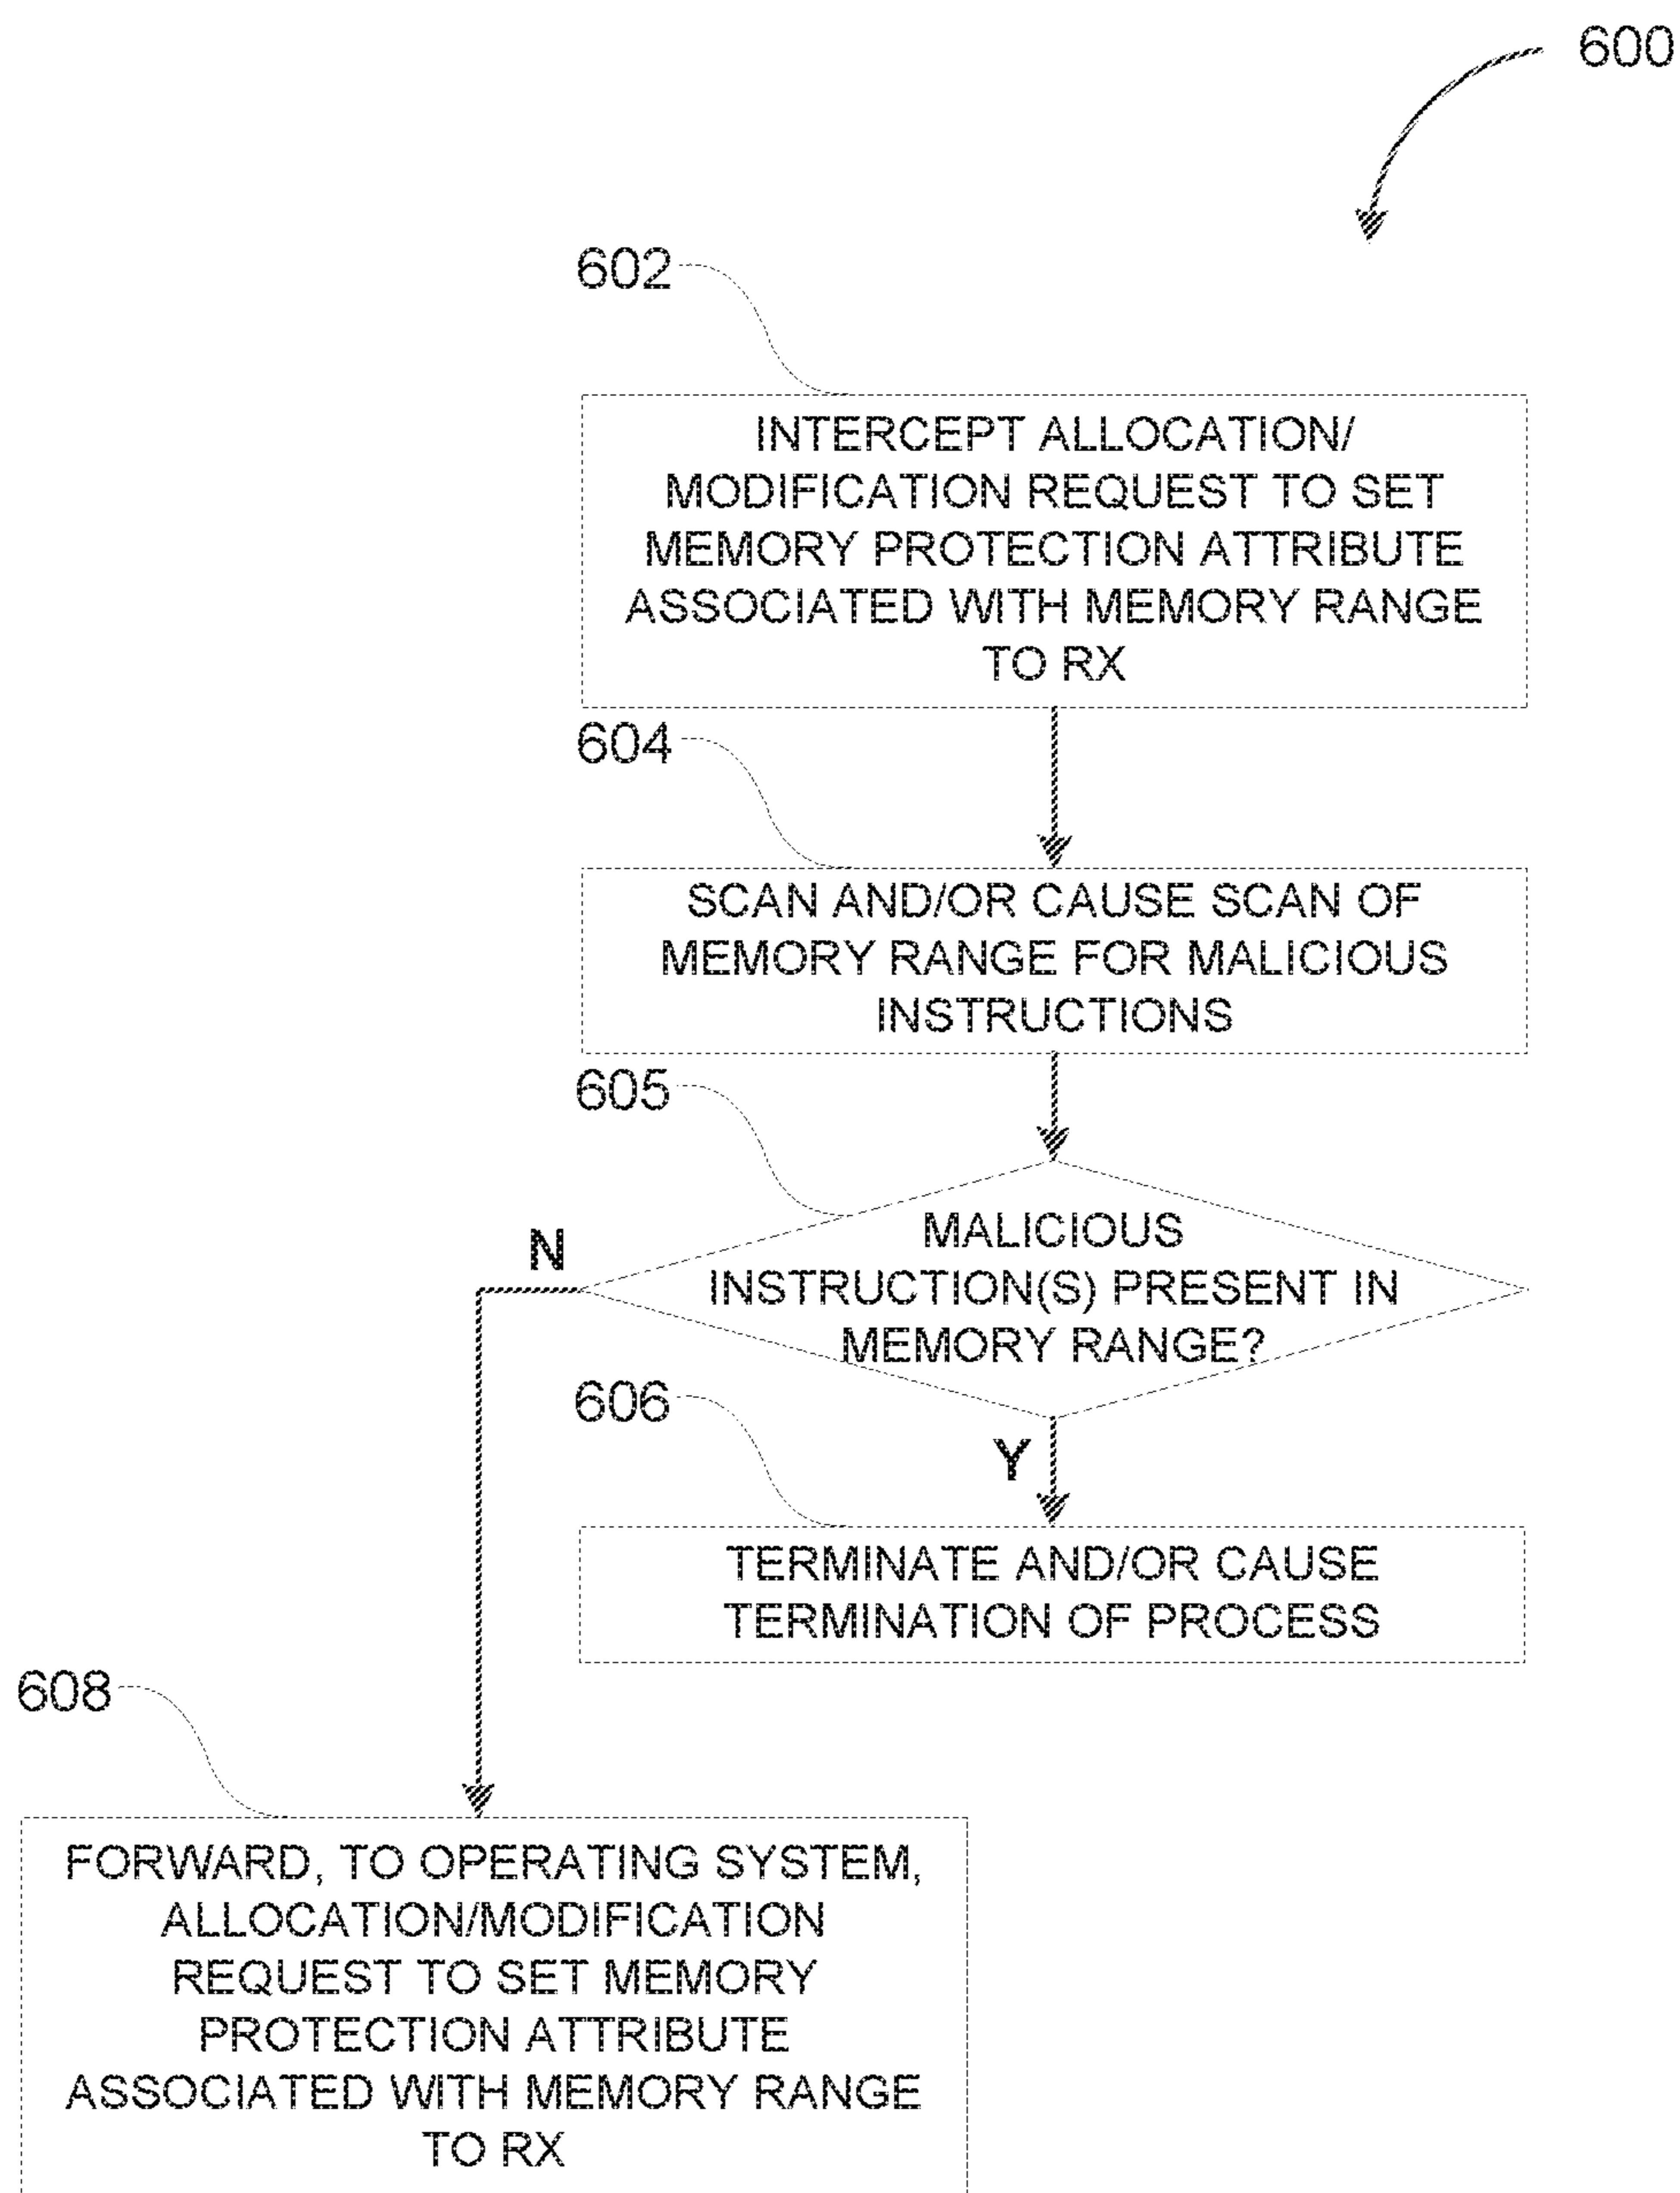 600
602
INTERCEPT ALLOCATION/
MODIFICATION REQUEST TO SET
MEMORY PROTECTION ATTRIBUTE
ASSOCIATED WITH MEMORY RANGE
TO RX
604
SCAN AND/OR CAUSE SCAN OF
MEMORY RANGE FOR MALICIOUS
INSTRUCTIONS
605
MALICIOUS
INSTRUCTION(S) PRESENT IN
MEMORY RANGE?
N
Y
606
TERMINATE AND/OR CAUSE
TERMINATION OF PROCESS
608
FORWARD, TO OPERATING SYSTEM,
ALLOCATION/MODIFICATION
REQUEST TO SET MEMORY
PROTECTION ATTRIBUTE
ASSOCIATED WITH MEMORY RANGE
TO RX